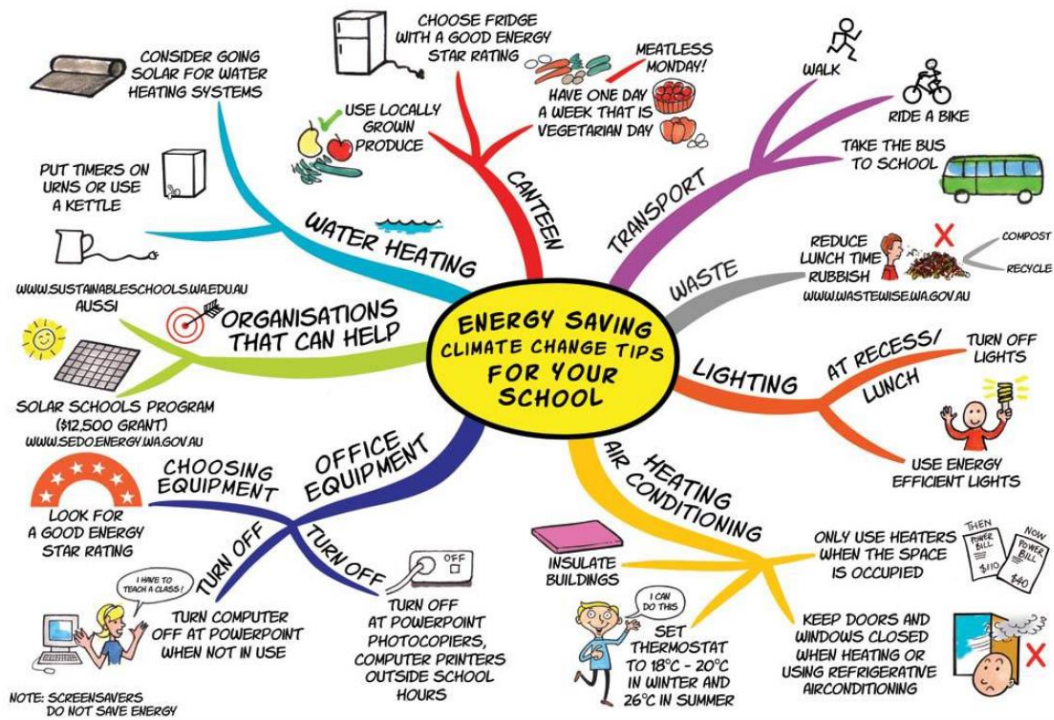 ENERGY SAVING
CLIMATE CHANGE TIPS
FOR YOUR
SCHOOL
WATER HEATING
CONSIDER GOING
SOLAR FOR WATER
HEATING SYSTEMS
PUT TIMERS ON
URNS OR USE
A KETTLE
CANTEEN
CHOOSE FRIDGE
WITH A GOOD ENERGY
STAR RATING
USE LOCALLY
GROWN
PRODUCE
MEATLESS
MONDAY!
HAVE ONE DAY
A WEEK THAT IS
VEGETARIAN DAY
TRANSPORT
WALK
RIDE A BIKE
TAKE THE BUS
TO SCHOOL
WASTE
REDUCE
LUNCH TIME
RUBBISH
WWW.WASTEWISE.WA.GOV.AU
COMPOST
RECYCLE
LIGHTING
AT RECESS/
LUNCH
TURN OFF
LIGHTS
USE ENERGY
EFFICIENT LIGHTS
HEATING
AIR CONDITIONING
INSULATE
BUILDINGS
I CAN
DO THIS
SET
THERMOSTAT
TO 18°C - 20°C
IN WINTER AND
26°C IN SUMMER
ONLY USE HEATERS
WHEN THE SPACE
IS OCCUPIED
THEN
POWER
BILL
$110
NOW
POWER
BILL
$40
KEEP DOORS AND
WINDOWS CLOSED
WHEN HEATING OR
USING REFRIGERATIVE
AIRCONDITIONING
OFFICE
EQUIPMENT
CHOOSING
EQUIPMENT
LOOK FOR
A GOOD ENERGY
STAR RATING
TURN OFF
I HAVE TO
TEACH A CLASS!
TURN COMPUTER
OFF AT POWERPOINT
WHEN NOT IN USE
NOTE: SCREENSAVERS
DO NOT SAVE ENERGY
TURN OFF
OFF
TURN OFF
AT POWERPOINT
PHOTOCOPIERS,
COMPUTER PRINTERS
OUTSIDE SCHOOL
HOURS
ORGANISATIONS
THAT CAN HELP
WWW.SUSTAINABLESCHOOLS.WA.EDU.AU
AUSSI
SOLAR SCHOOLS PROGRAM
($12,500 GRANT)
WWW.SEDO.ENERGY.WA.GOV.AU